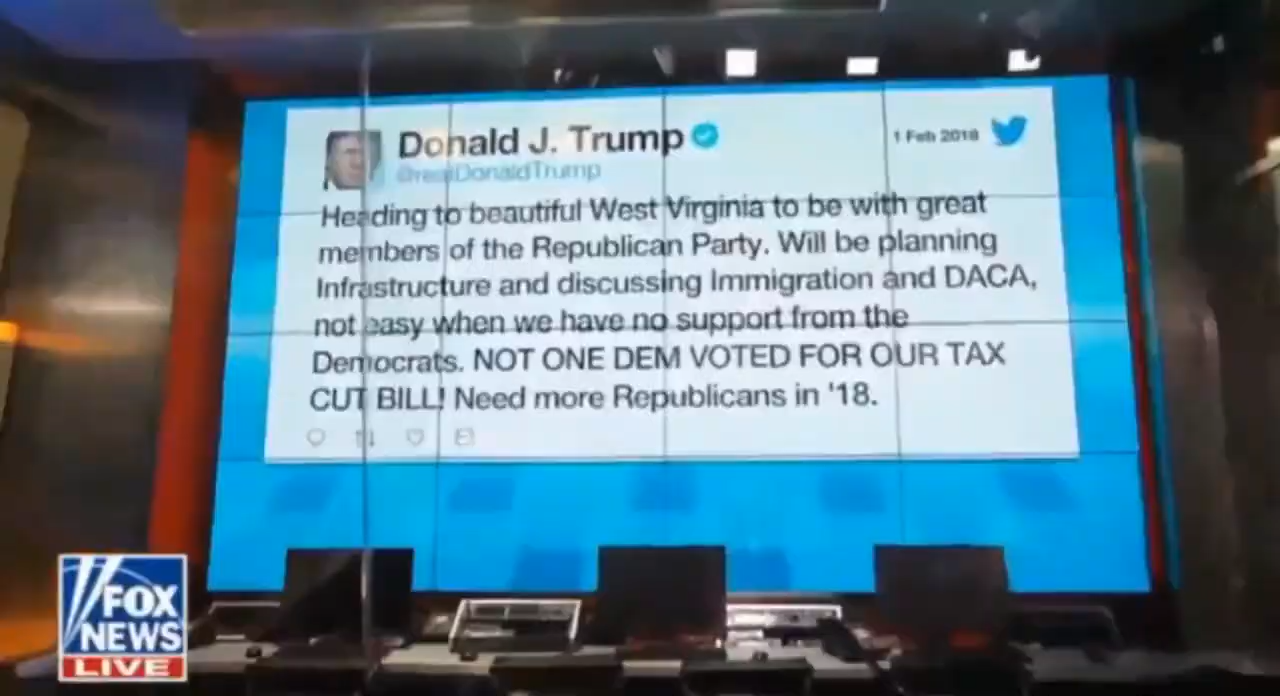 Donald J. Trump
1 Feb 2018
@realDonaldTrump
Heading to beautiful West Virginia to be with great
members of the Republican Party. Will be planning
Infrastructure and discussing Immigration and DACA,
not easy when we have no support from the
Democrats. NOT ONE DEM VOTED FOR OUR TAX
CUT BILL! Need more Republicans in '18.
FOX
NEWS
LIVE